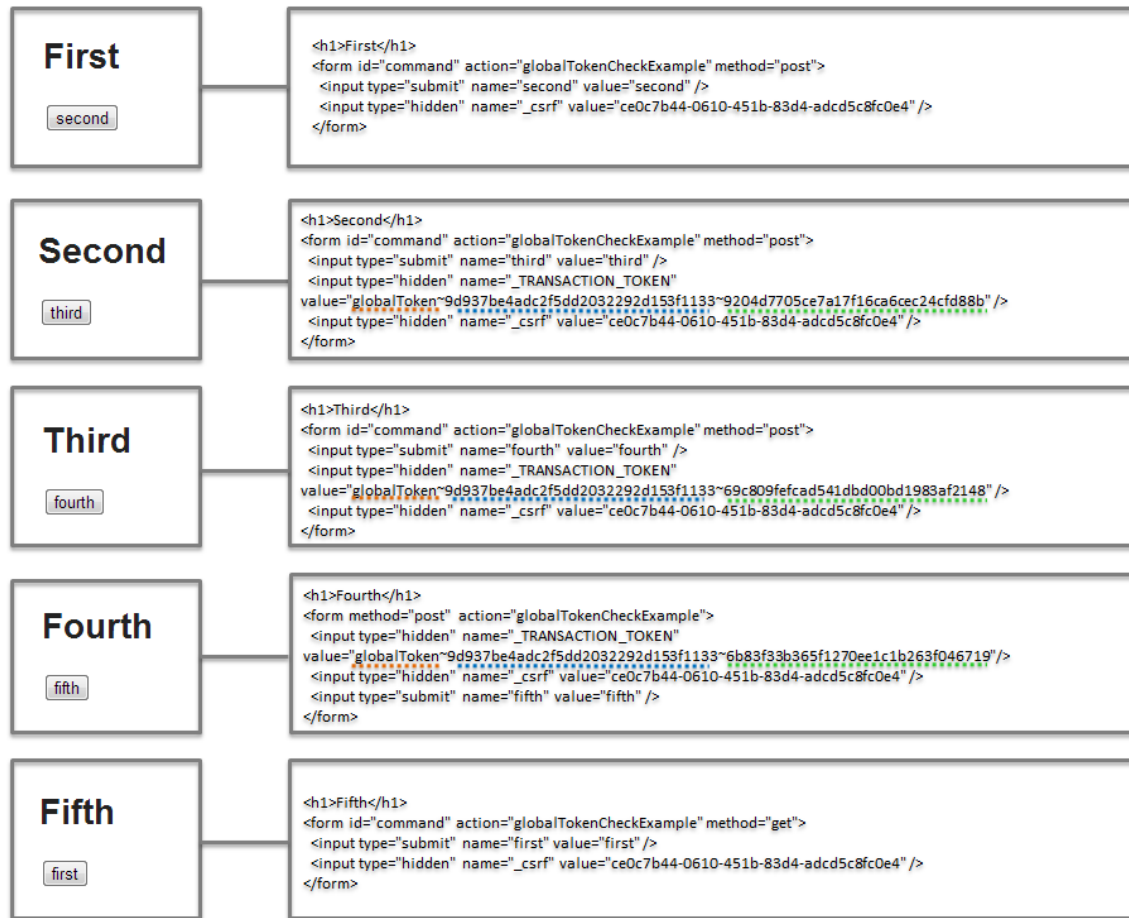 First
second
<h1>First</h1>
<form id="command" action="globalTokenCheckExample" method="post">
<input type="submit" name="second" value="second" />
<input type="hidden" name="_csrf" value="ce0c7b44-0610-451b-83d4-adcd5c8fc0e4" />
</form>
Second
third
<h1>Second</h1>
<form id="command" action="globalTokenCheckExample" method="post">
<input type="submit" name="third" value="third" />
<input type="hidden" name="_TRANSACTION_TOKEN"
value="globalToken~9d937be4adc2f5dd2032292d153f1133~9204d7705ce7a17f16ca6cec24cfd88b" />
<input type="hidden" name="_csrf" value="ce0c7b44-0610-451b-83d4-adcd5c8fc0e4" />
</form>
Third
fourth
<h1>Third</h1>
<form id="command" action="globalTokenCheckExample" method="post">
<input type="submit" name="fourth" value="fourth" />
<input type="hidden" name="_TRANSACTION_TOKEN"
value="globalToken~9d937be4adc2f5dd2032292d153f1133~69c809fefcad541dbd00bd1983af2148" />
<input type="hidden" name="_csrf" value="ce0c7b44-0610-451b-83d4-adcd5c8fc0e4" />
</form>
Fourth
fifth
<h1>Fourth</h1>
<form method="post" action="globalTokenCheckExample">
<input type="hidden" name="_TRANSACTION_TOKEN"
value="globalToken~9d937be4adc2f5dd2032292d153f1133~6b83f33b365f1270ee1c1b263f046719"/>
<input type="hidden" name="_csrf" value="ce0c7b44-0610-451b-83d4-adcd5c8fc0e4" />
<input type="submit" name="fifth" value="fifth" />
</form>
Fifth
first
<h1>Fifth</h1>
<form id="command" action="globalTokenCheckExample" method="get">
<input type="submit" name="first" value="first" />
<input type="hidden" name="_csrf" value="ce0c7b44-0610-451b-83d4-adcd5c8fc0e4" />
</form>